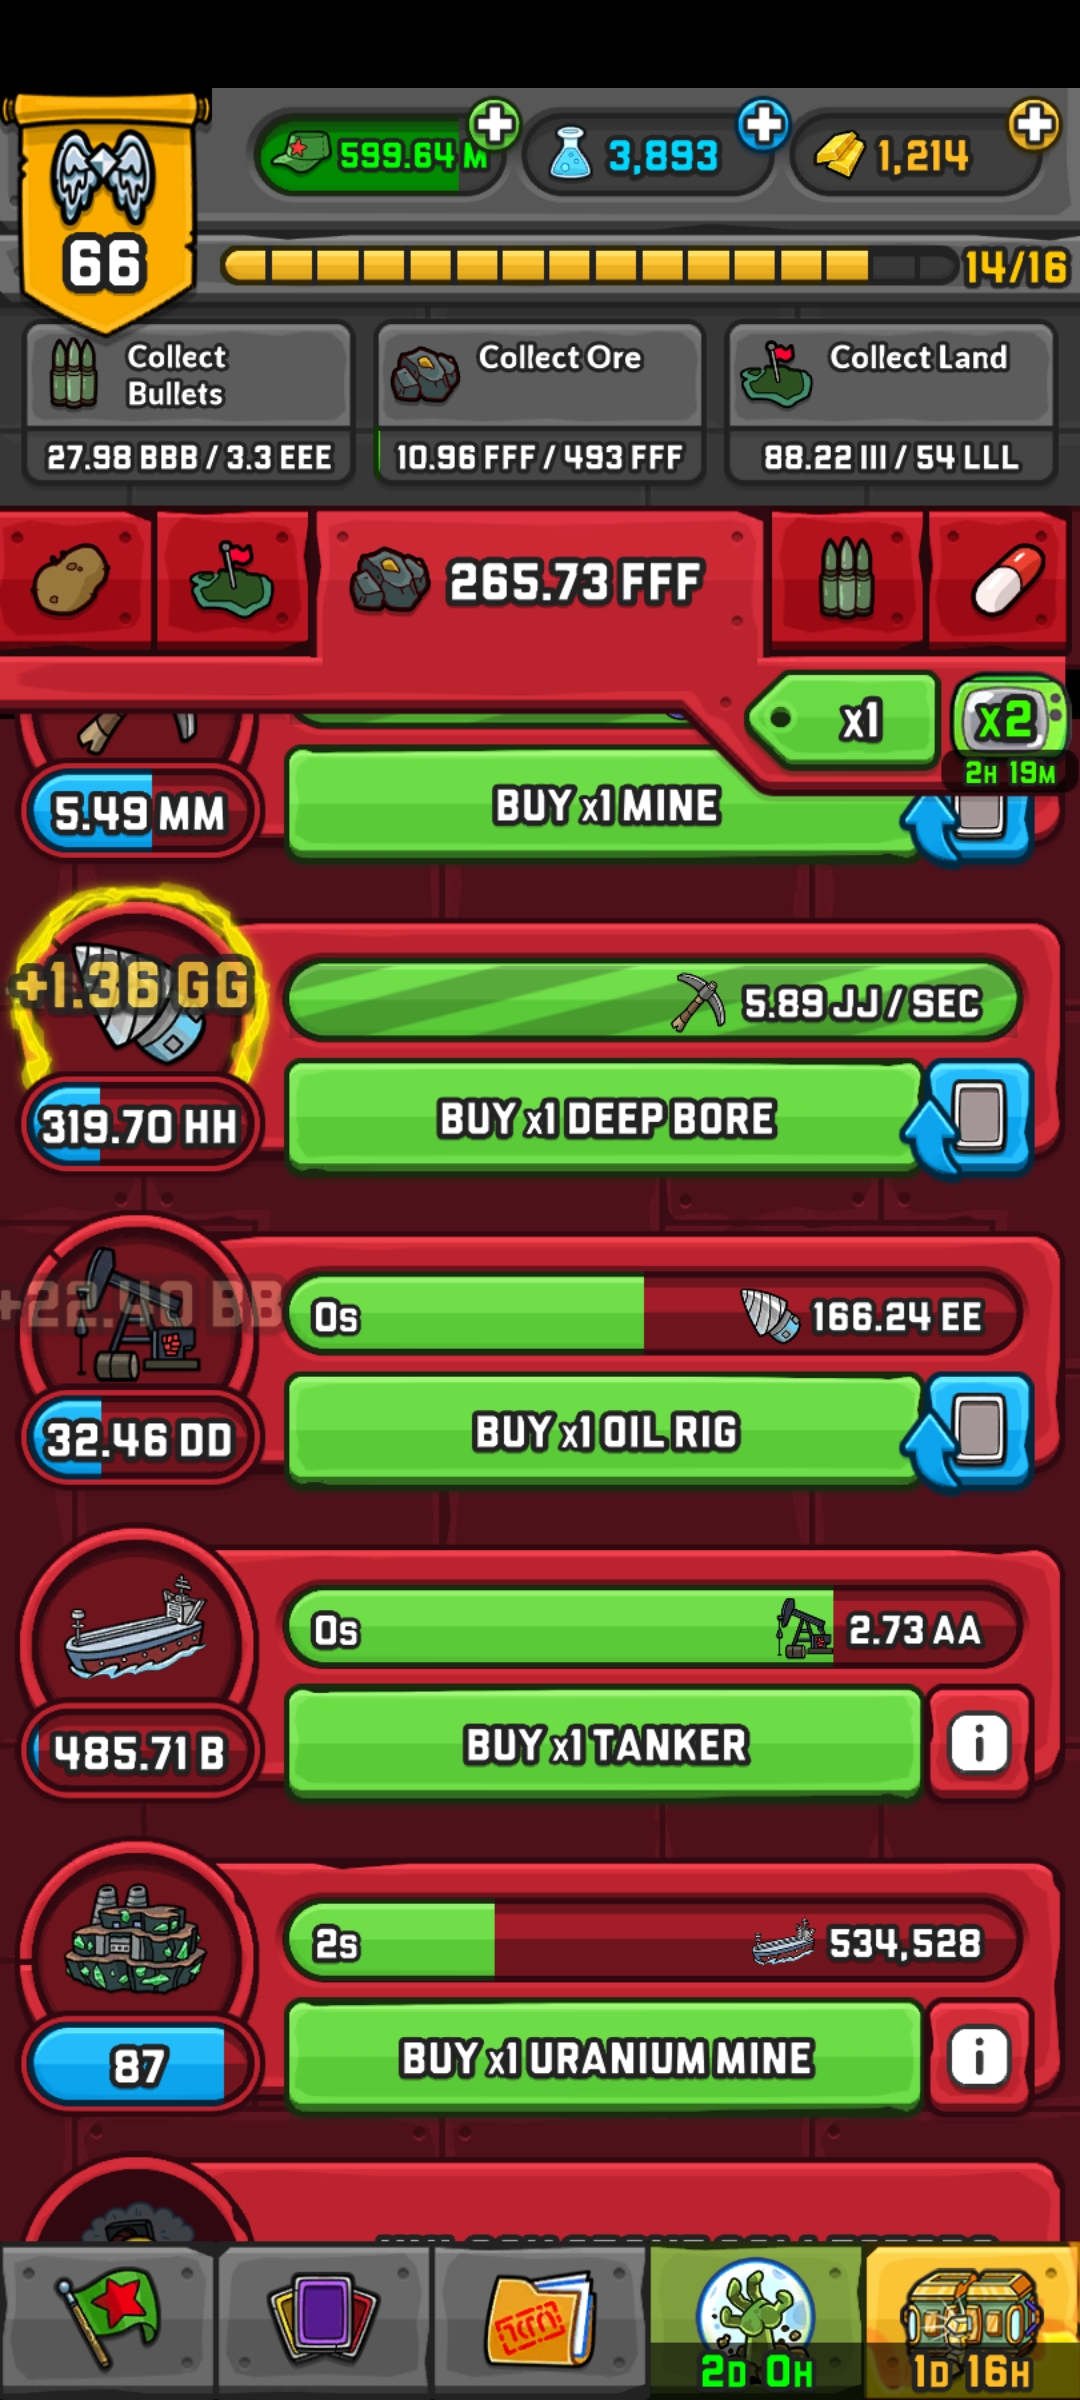 599.64 M
3,893
1,214
66
14/16
Collect
Bullets
27.98 BBB / 3.3 EEE
Collect Ore
10.96 FFF / 493 FFF
Collect Land
88.22 III / 54 LLL
265.73 FFF
x1
x2
2H 19M
5.49 MM
BUY x1 MINE
+1.36 GG
5.89 JJ / SEC
319.70 HH
BUY x1 DEEP BORE
+22.40 BB
0s
166.24 EE
32.46 DD
BUY x1 OIL RIG
0s
2.73 AA
485.71 B
BUY x1 TANKER
i
2s
534,528
87
BUY x1 URANIUM MINE
i
2D 0H
1D 16H